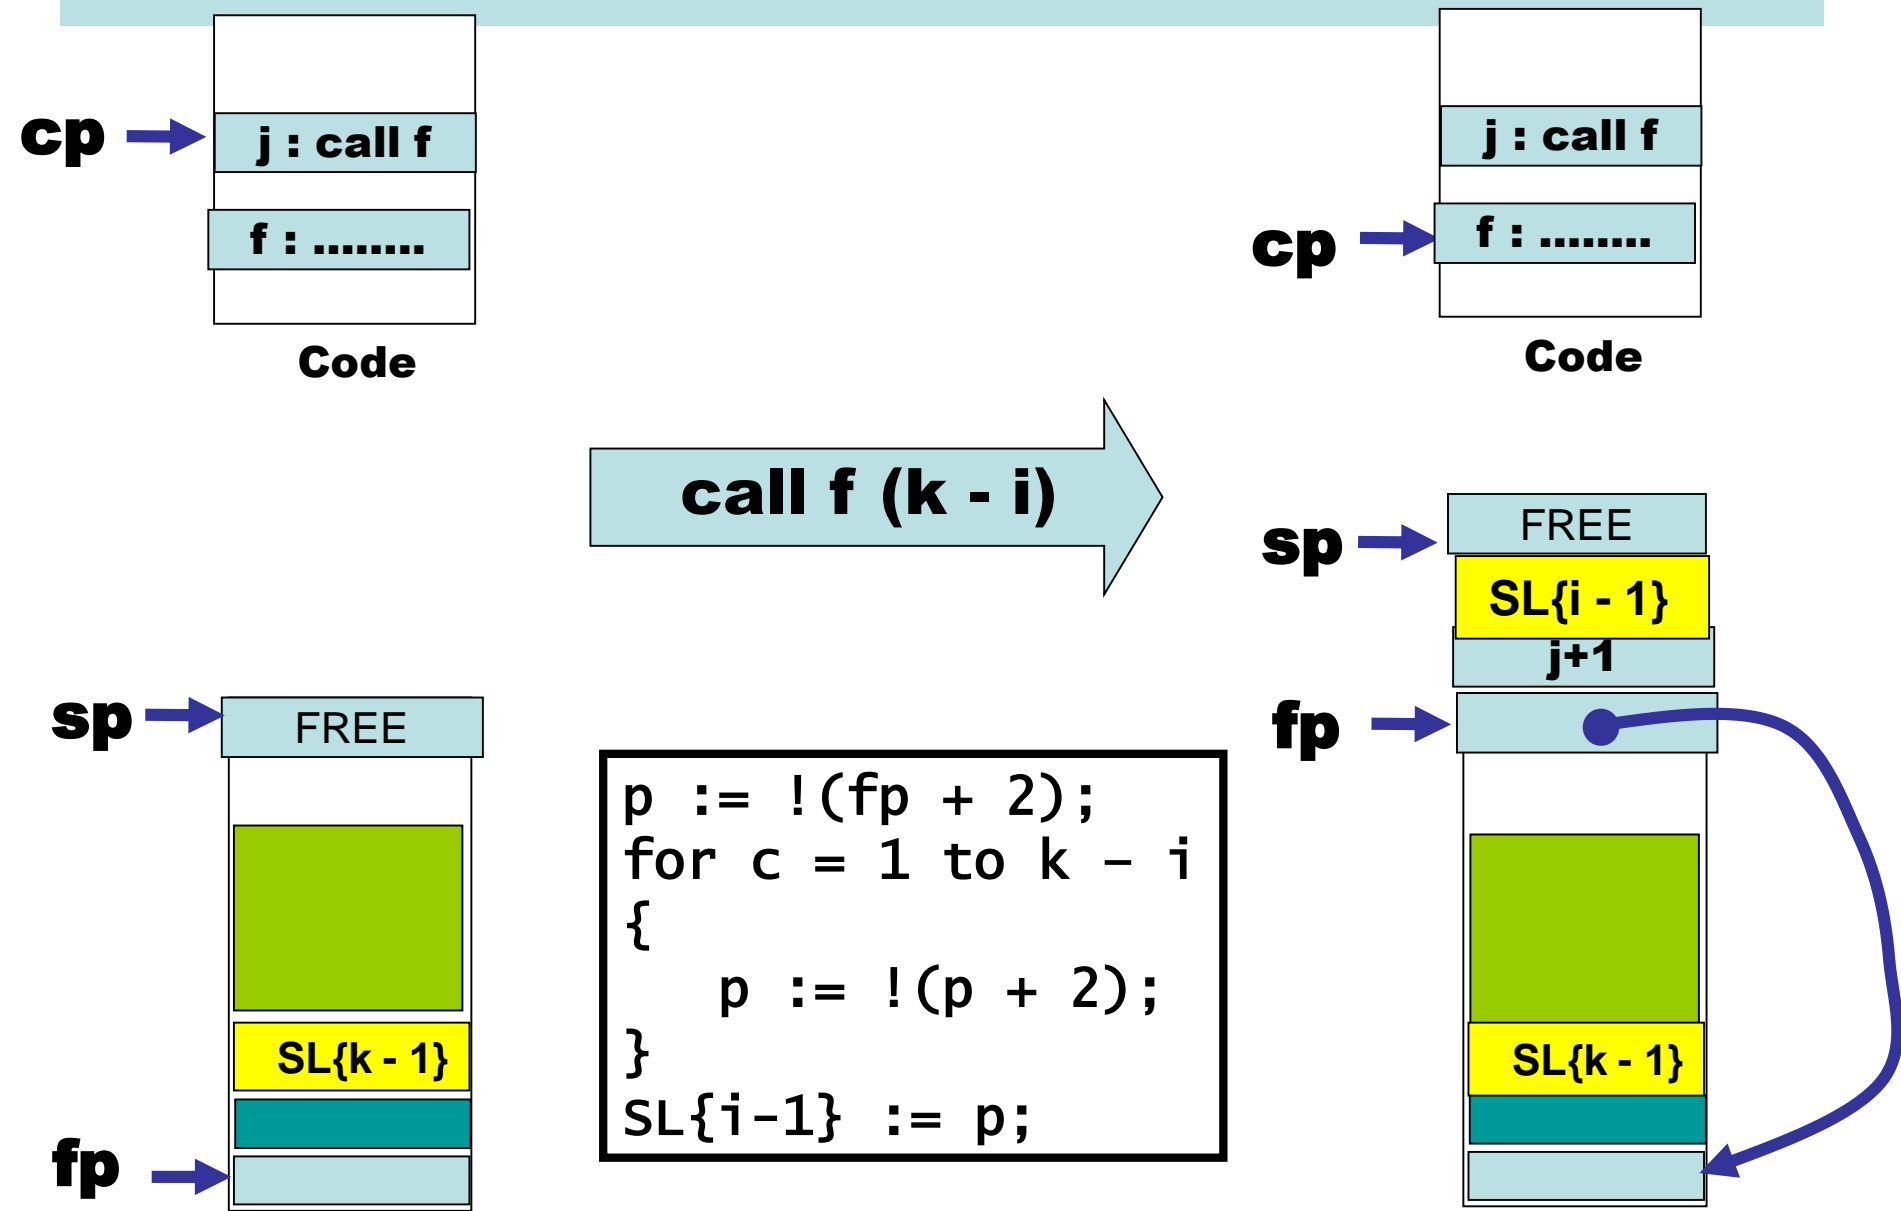 cp
j : call f
f : ........
Code
j : call f
cp
f : ........
Code
call f (k - i)
sp
FREE
SL{k - 1}
fp
p := !(fp + 2);
for c = 1 to k – i
{
p := !(p + 2);
}
SL{i-1} := p;
sp
FREE
SL{i - 1}
j+1
fp
SL{k - 1}